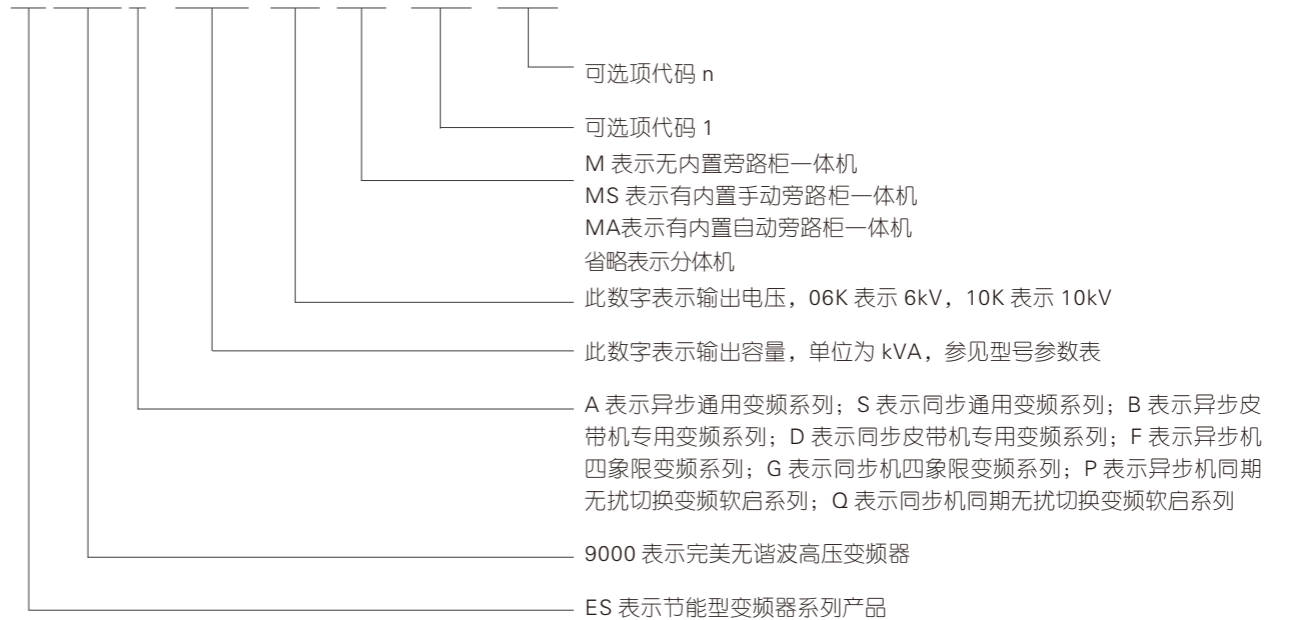 可选项代码 n
可选项代码 1
M 表示无内置旁路柜一体机
MS 表示有内置手动旁路柜一体机
MA表示有内置自动旁路柜一体机
省略表示分体机
此数字表示输出电压，06K 表示 6kV，10K 表示 10kV
此数字表示输出容量，单位为 kVA，参见型号参数表
A 表示异步通用变频系列；S 表示同步通用变频系列；B 表示异步皮
带机专用变频系列；D 表示同步皮带机专用变频系列；F 表示异步机
四象限变频系列；G 表示同步机四象限变频系列；P 表示异步机同期
无扰切换变频软启系列；Q 表示同步机同期无扰切换变频软启系列
9000 表示完美无谐波高压变频器
ES 表示节能型变频器系列产品